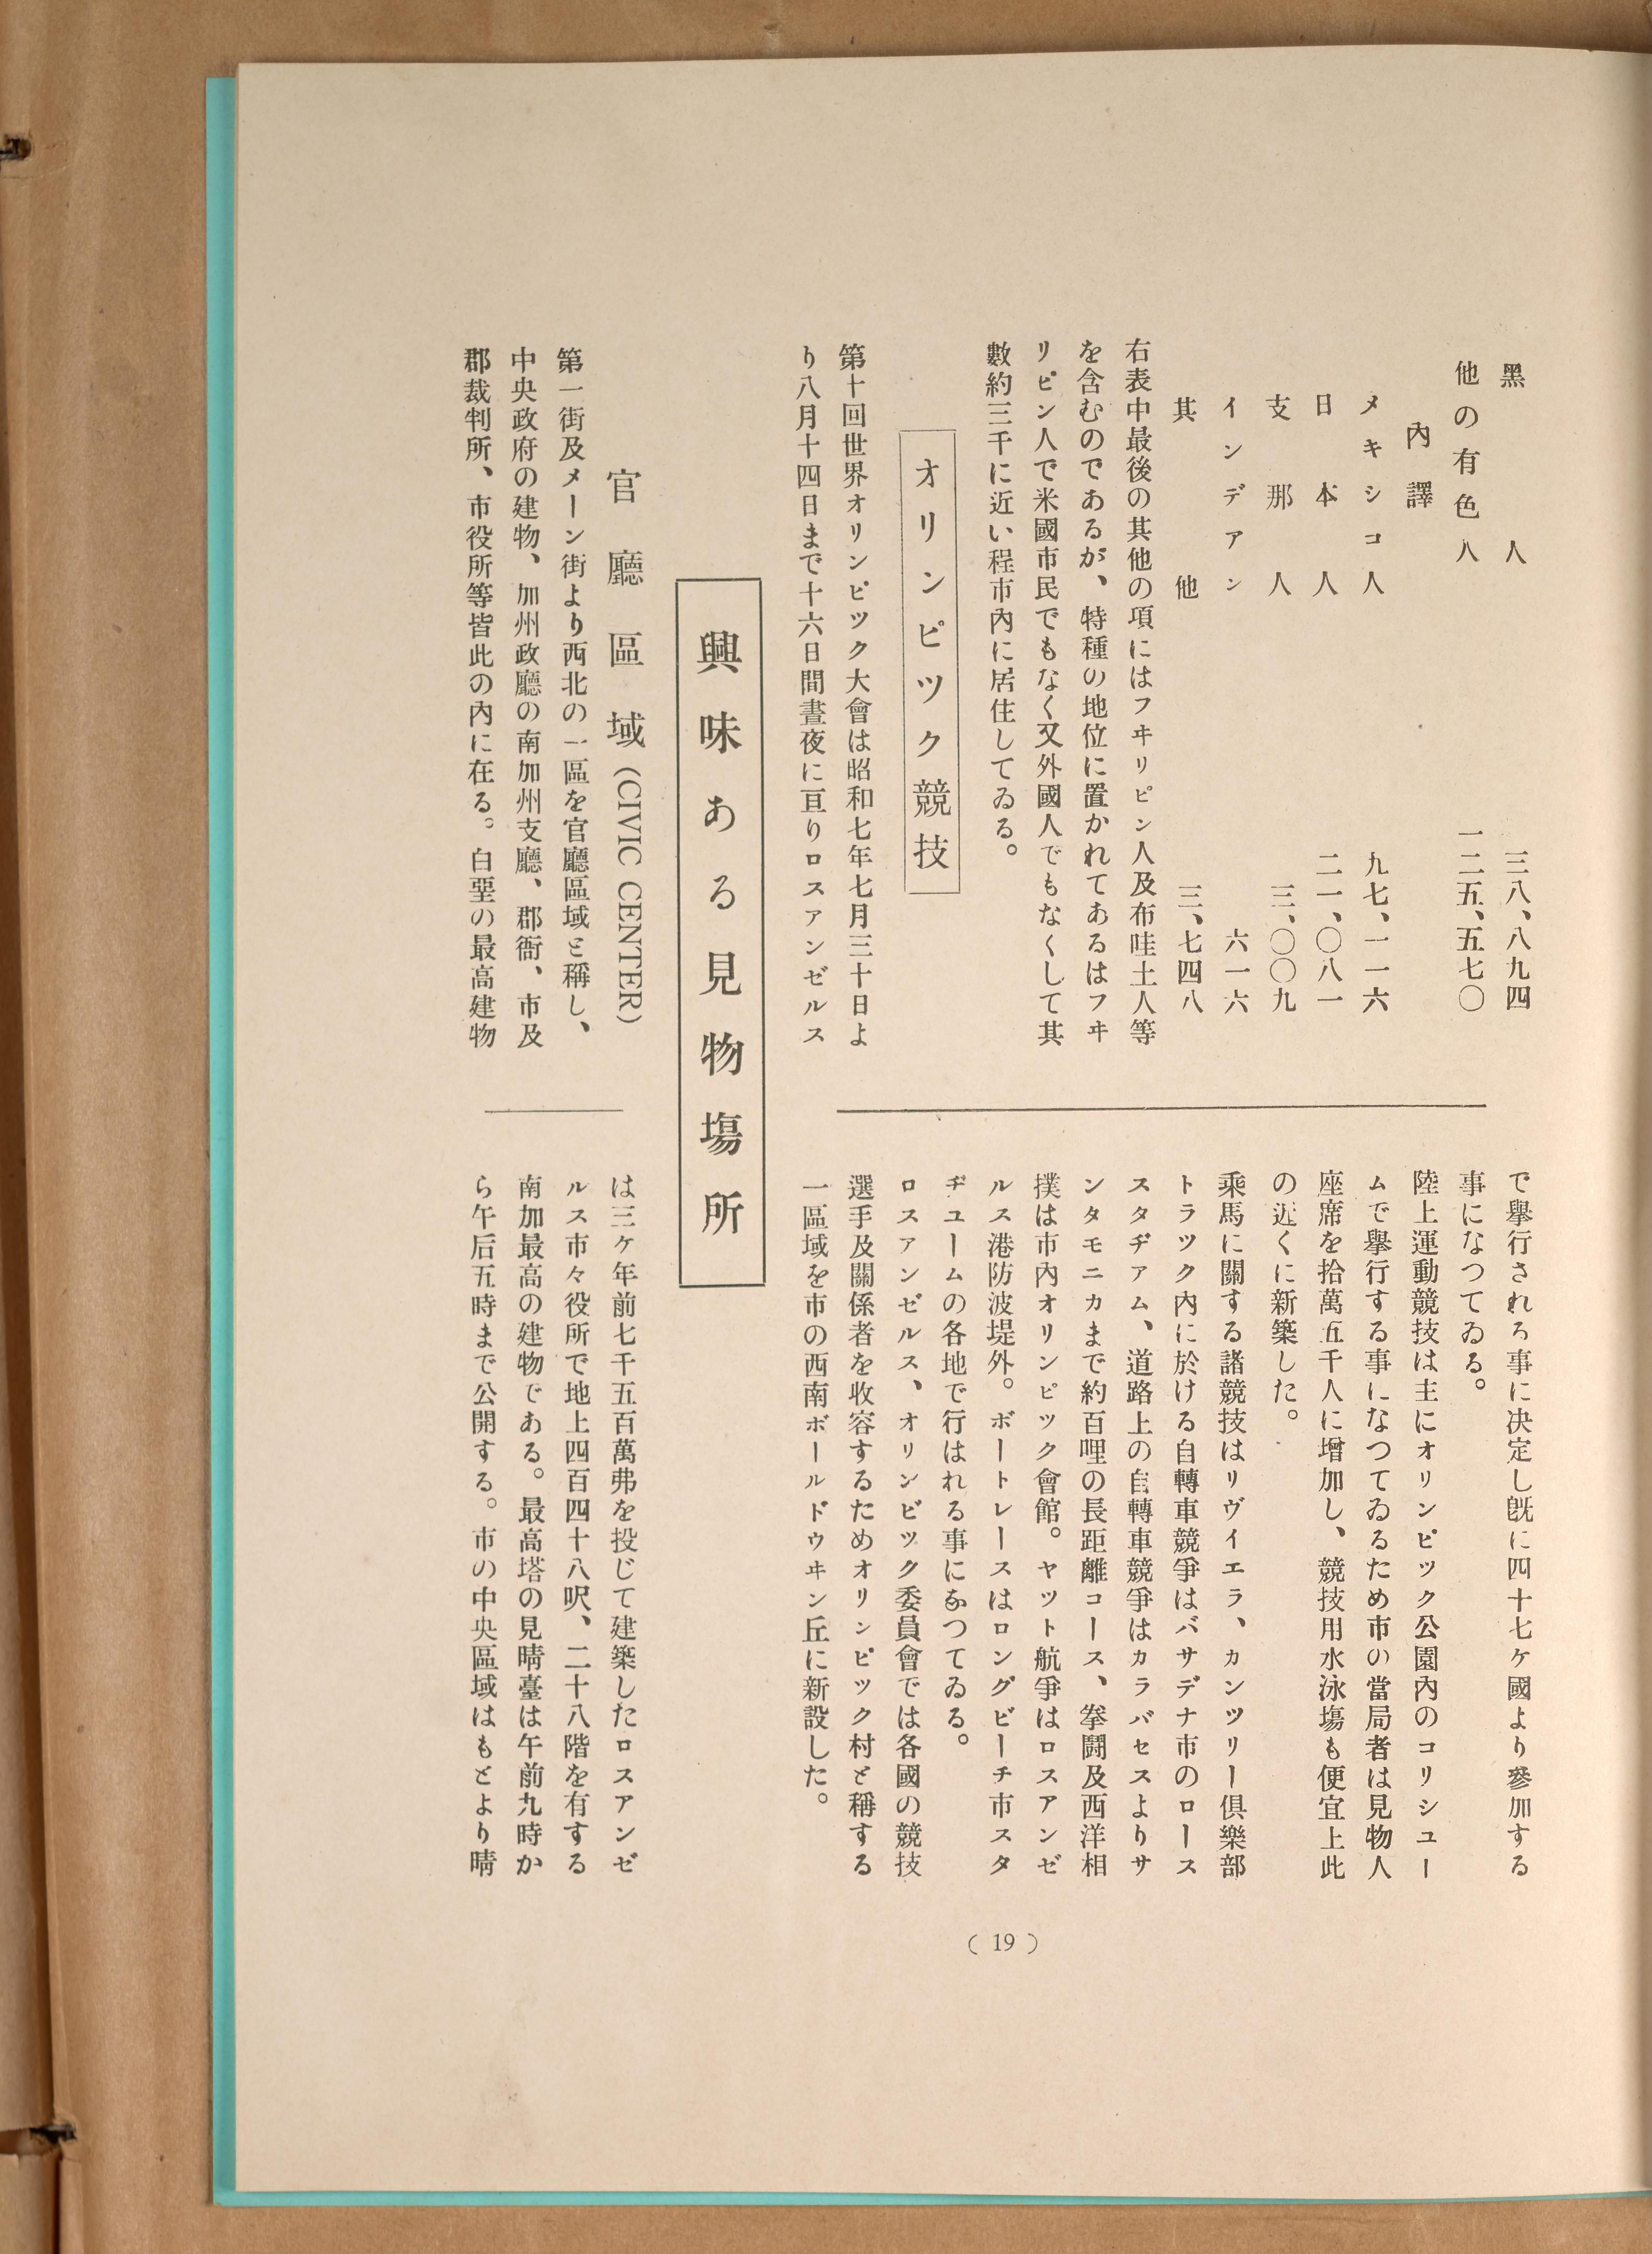 黑人　三八、八九四
他の有色人　一二五、五七〇
內譯
メキシコ人　九七、一一六
日本人　二一、〇八一
支那人　三、〇〇九
インデアン　六一六
其他　三、七四八
右表中最後の其他の項にはフヰリピン人及布哇土人等
を含むのであるが、特種の地位に置かれてあるはフヰ
リピン人で米國市民でもなく又外國人でもなくして其
數約三千に近い程市內に居住してゐる。
オリンピツク競技
第十回世界オリンピツク大會は昭和七年七月三十日よ
り八月十四日まで十六日間晝夜に亘りロスアンゼルス
で擧行される事に決定し旣に四十七ケ國より參加する
事になつてゐる。
陸上運動競技は主にオリンピツク公園內のコリシユー
ムで擧行する事になつてゐるため市の當局者は見物人
座席を拾萬五千人に增加し、競技用水泳塲も便宜上此
の近くに新築した。
乘馬に關する諸競技はリヴイエラ、カンツリー俱樂部
トラツク內に於ける自轉車競爭はパサデナ市のロース
スタヂアム、道路上の自轉車競爭はカラバセスよりサ
ンタモニカまで約百哩の長距離コース、拳鬪及西洋相
撲は市內オリンピツク會館。ヤツト航爭はロスアンゼ
ルス港防波堤外。ボートレースはロングビーチ市スタ
ヂユームの各地で行はれる事になつてゐる。
ロスアンゼルス、オリンピツク委員會では各國の競技
選手及關係者を收容するためオリンピツク村と稱する
一區域を市の西南ボールドウヰン丘に新設した。
興味ある見物塲所
官廳區域（CIVIC CENTER）
第一街及メーン街より西北の一區を官廳區域と稱し、
中央政府の建物、加州政廳の南加州支廳、郡衙、市及
郡裁判所、市役所等皆此の內に在る。白堊の最高建物
は三ケ年前七千五百萬弗を投じて建築したロスアンゼ
ルス市々役所で地上四百四十八呎、二十八階を有する
南加最高の建物である。最高塔の見晴臺は午前九時か
ら午后五時まで公開する。市の中央區域はもとより晴
（19）